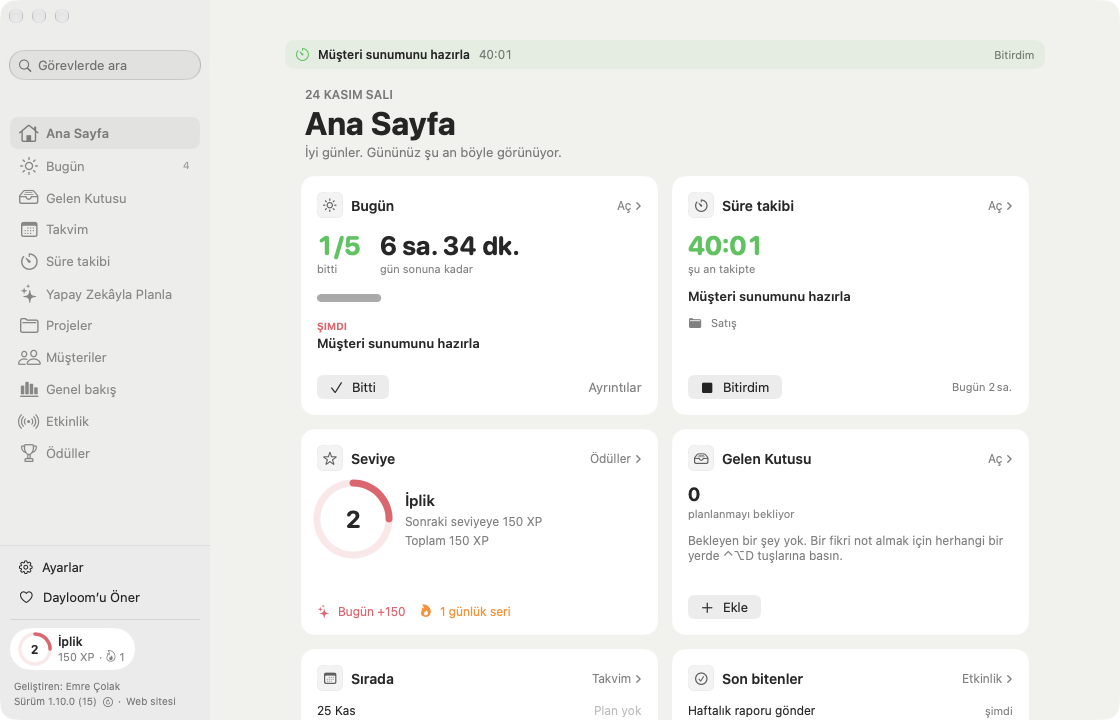 Görevlerde ara
Ana Sayfa
Bugün 4
Gelen Kutusu
Takvim
Süre takibi
Yapay Zekâyla Planla
Projeler
Müşteriler
Genel bakış
Etkinlik
Ödüller
Ayarlar
Dayloom'u Öner
2 İplik
150 XP · 1
Geliştiren: Emre Çolak
Sürüm 1.10.0 (15) · Web sitesi
Müşteri sunumunu hazırla 40:01 Bitirdim
24 KASIM SALI
Ana Sayfa
İyi günler. Gününüz şu an böyle görünüyor.
Bugün Aç
1/5 6 sa. 34 dk.
bitti gün sonuna kadar
ŞIMDI
Müşteri sunumunu hazırla
Bitti Ayrıntılar
Süre takibi Aç
40:01
şu an takipte
Müşteri sunumunu hazırla
Satış
Bitirdim Bugün 2 sa.
Seviye Ödüller
2
İplik
Sonraki seviyeye 150 XP
Toplam 150 XP
Bugün +150 1 günlük seri
Gelen Kutusu Aç
0
planlanmayı bekliyor
Bekleyen bir şey yok. Bir fikri not almak için herhangi bir
yerde ⌃⌥D tuşlarına basın.
Ekle
Sırada Takvim
25 Kas Plan yok
Son bitenler Etkinlik
Haftalık raporu gönder şimdi